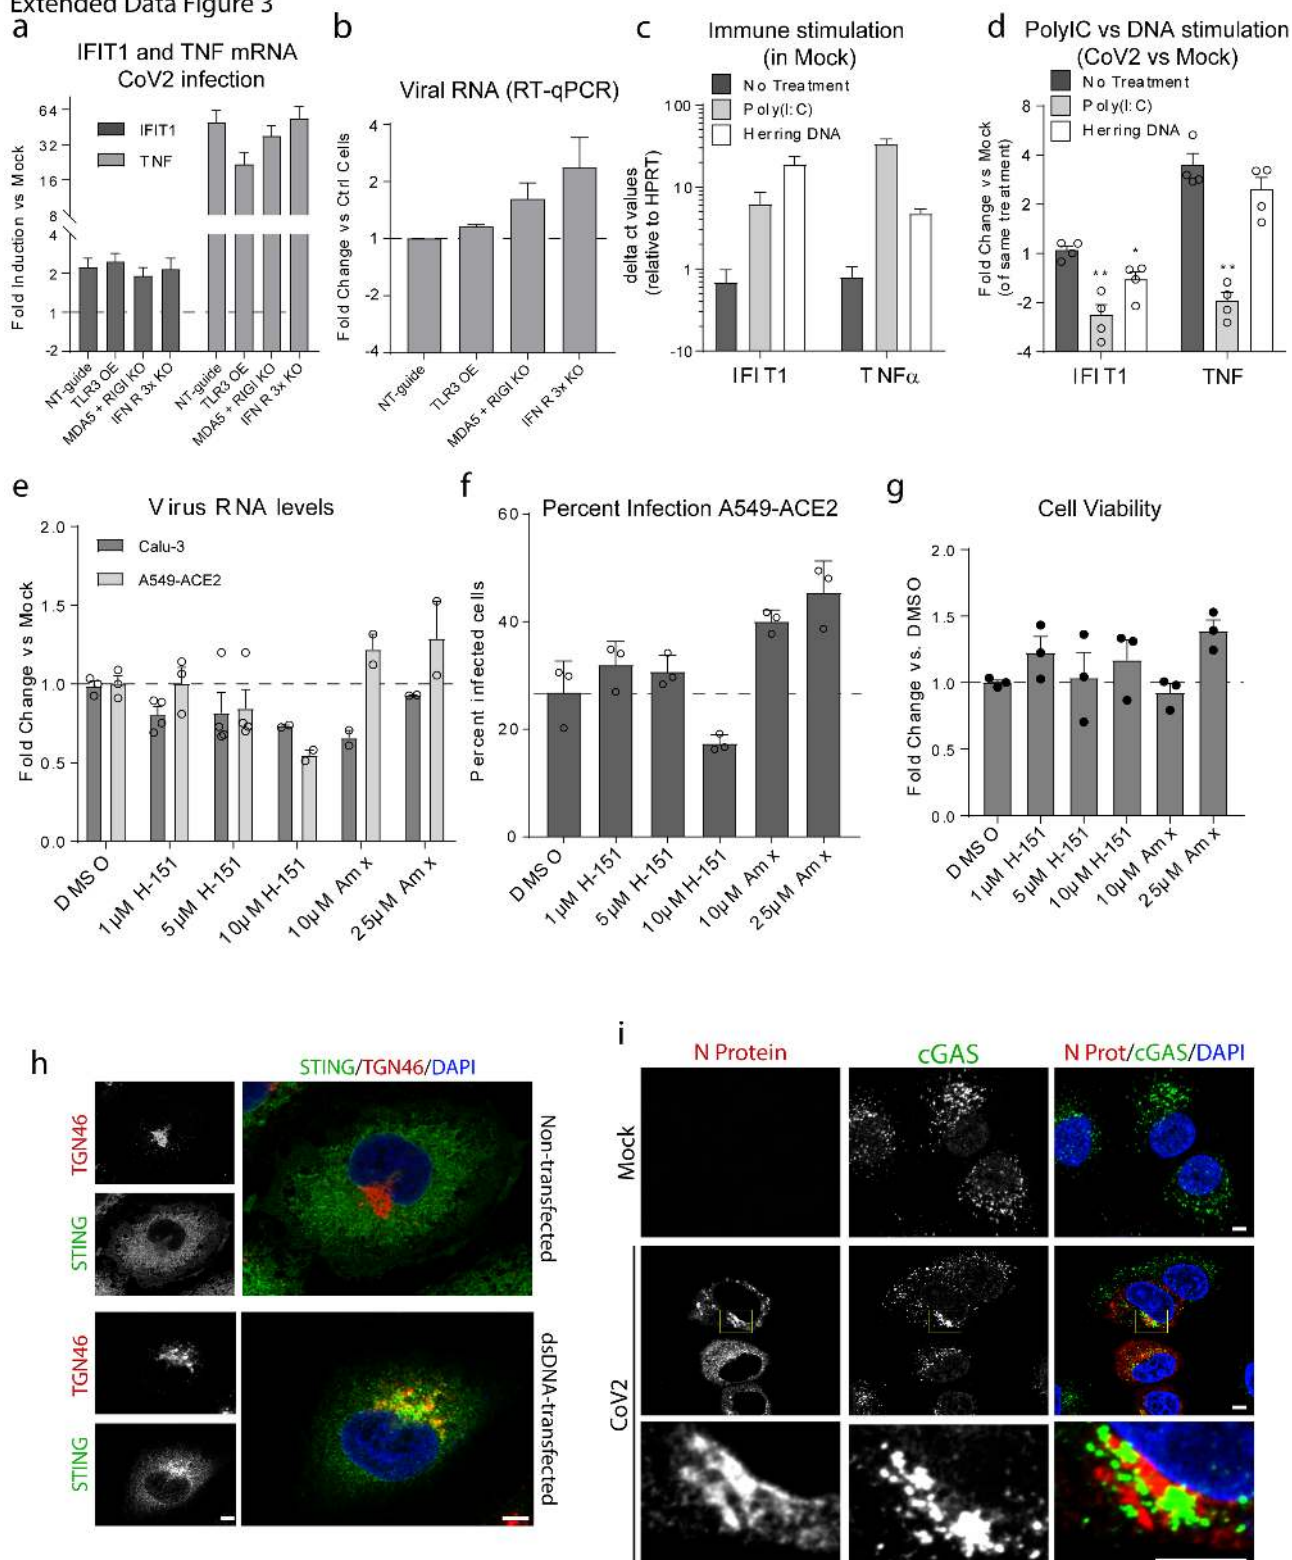 Extended Data Figure 3
a
IFIT1 and TNF mRNA
CoV2 infection
Fold Induction vs Mock
64
32
16
8
4
2
1
-2
IFIT1
TNF
NT-guide
TLR3 OE
MDA5 + RIGI KO
IFN R 3x KO
NT-guide
TLR3 OE
MDA5 + RIGI KO
IFN R 3x KO
b
Viral RNA (RT-qPCR)
Fold Change vs Ctrl Cells
4
2
1
-2
-4
NT-guide
TLR3 OE
MDA5 + RIGI KO
IFN R 3x KO
c
Immune stimulation
(in Mock)
No Treatment
Poly(I:C)
Herring DNA
delta ct values
(relative to HPRT)
100
10
1
-10
IFIT1
TNFα
d
PolyIC vs DNA stimulation
(CoV2 vs Mock)
No Treatment
Poly(I:C)
Herring DNA
Fold Change vs Mock
(of same treatment)
8
4
2
1
-2
-4
**
*
**
IFIT1
TNF
e
Virus RNA levels
Fold Change vs Mock
2.0
1.5
1.0
0.5
0.0
Calu-3
A549-ACE2
DMSO
1µM H-151
5µM H-151
10µM H-151
10µM Amx
25µM Amx
f
Percent Infection A549-ACE2
Percent infected cells
60
40
20
0
DMSO
1µM H-151
5µM H-151
10µM H-151
10µM Amx
25µM Amx
g
Cell Viability
Fold Change vs. DMSO
2.0
1.5
1.0
0.5
0.0
DMSO
1µM H-151
5µM H-151
10µM H-151
10µM Amx
25µM Amx
h
STING/TGN46/DAPI
TGN46
STING
Non-transfected
TGN46
STING
dsDNA-transfected
i
N Protein
cGAS
N Prot/cGAS/DAPI
Mock
CoV2